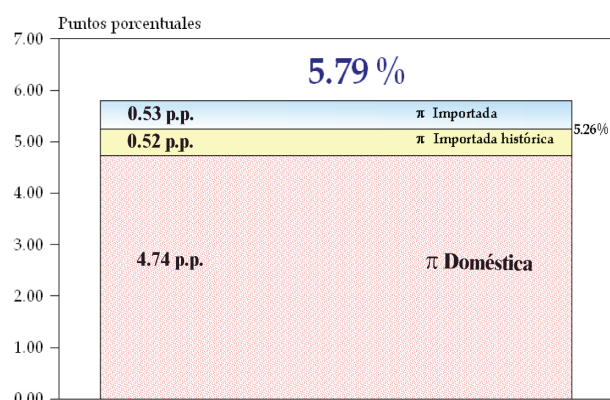 Puntos porcentuales
7.00
5.79 %
6.00
0.53 p.p. π Importada
5.26%
5.00
0.52 p.p. π Importada histórica
4.00
3.00
4.74 p.p. π Doméstica
2.00
1.00
0.00